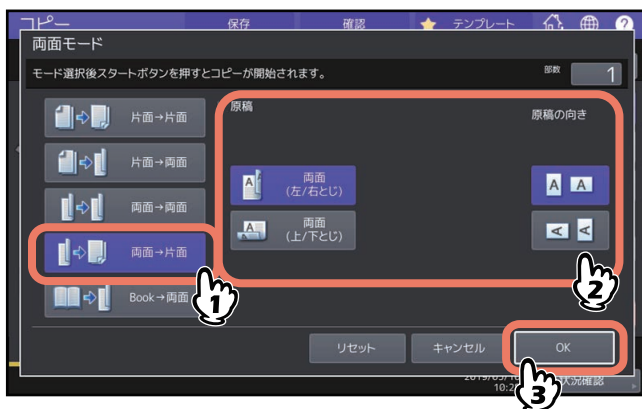 コピー 保存 確認 テンプレート ?
両面モード
モード選択後スタートボタンを押すとコピーが開始されます。 部数 1
原稿 原稿の向き
片面→片面
片面→両面
両面→両面
両面→片面
Book→両面
A 両面
(左/右とじ)
A 両面
(上/下とじ)
A A
A A
1
2
リセット キャンセル OK
3
10:2
状況確認